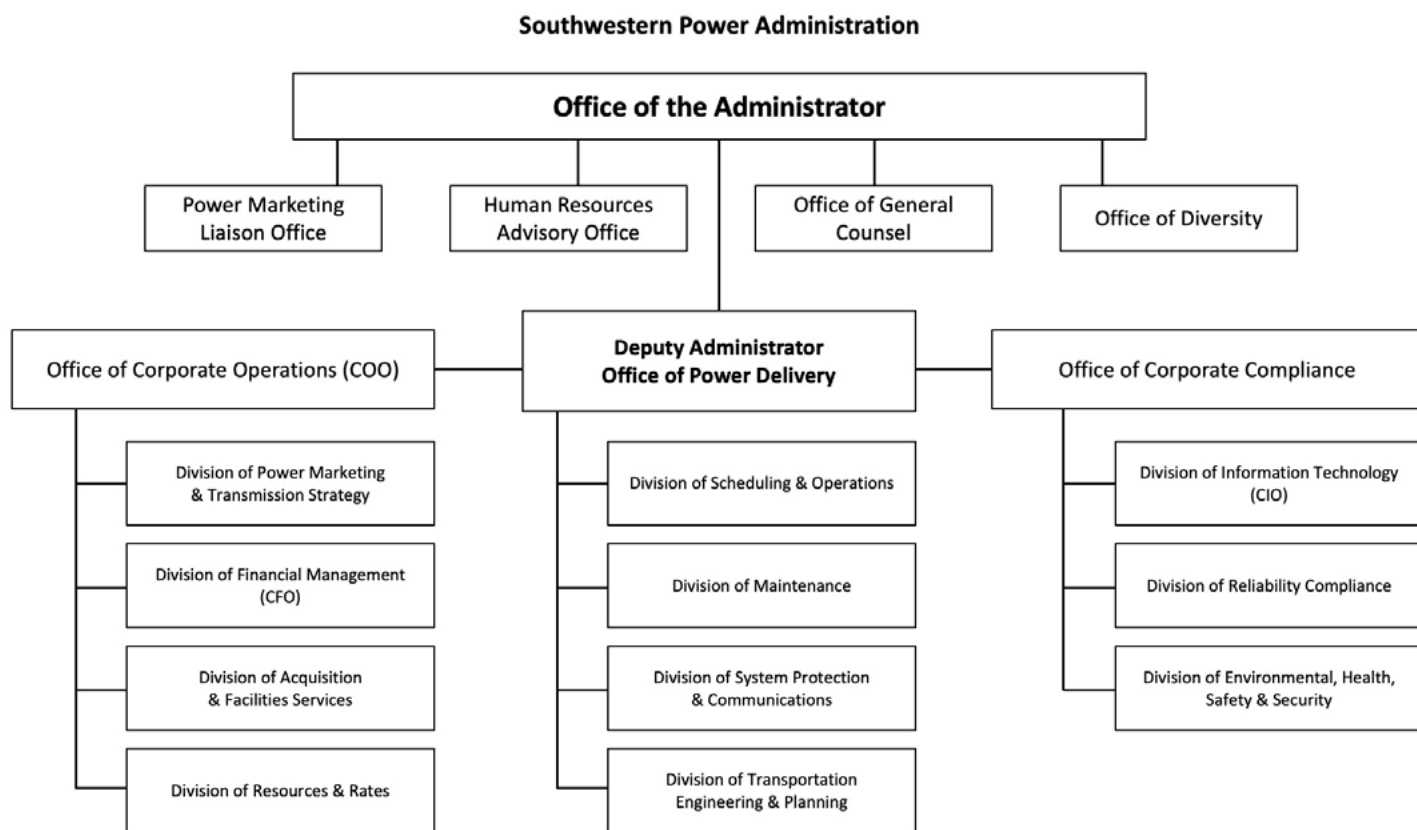 Southwestern Power Administration
Office of the Administrator
Power Marketing
Liaison Office
Human Resources
Advisory Office
Office of General
Counsel
Office of Diversity
Office of Corporate Operations (COO)
Deputy Administrator
Office of Power Delivery
Office of Corporate Compliance
Division of Power Marketing
& Transmission Strategy
Division of Financial Management
(CFO)
Division of Acquisition
& Facilities Services
Division of Resources & Rates
Division of Scheduling & Operations
Division of Maintenance
Division of System Protection
& Communications
Division of Transportation
Engineering & Planning
Division of Information Technology
(CIO)
Division of Reliability Compliance
Division of Environmental, Health,
Safety & Security